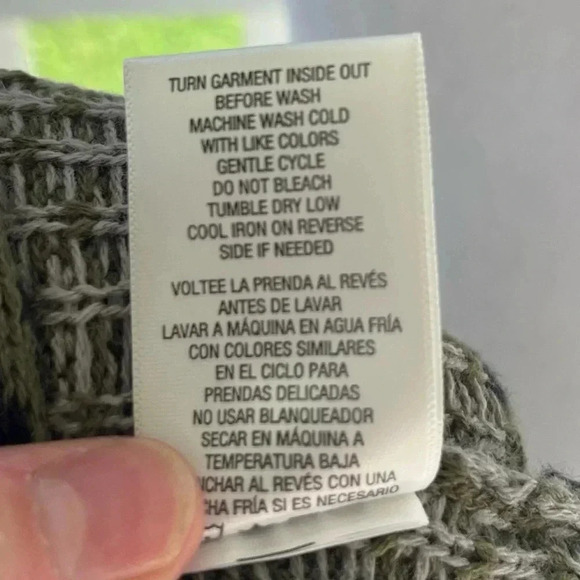 TURN GARMENT INSIDE OUT
BEFORE WASH
MACHINE WASH COLD
WITH LIKE COLORS
GENTLE CYCLE
DO NOT BLEACH
TUMBLE DRY LOW
COOL IRON ON REVERSE
SIDE IF NEEDED
VOLTEE LA PRENDA AL REVÉS
ANTES DE LAVAR
LAVAR A MÁQUINA EN AGUA FRÍA
CON COLORES SIMILARES
EN EL CICLO PARA
PRENDAS DELICADAS
NO USAR BLANQUEADOR
SECAR EN MÁQUINA A
TEMPERATURA BAJA
NCHAR AL REVÉS CON UNA
CHA FRÍA SI ES NECESARIO